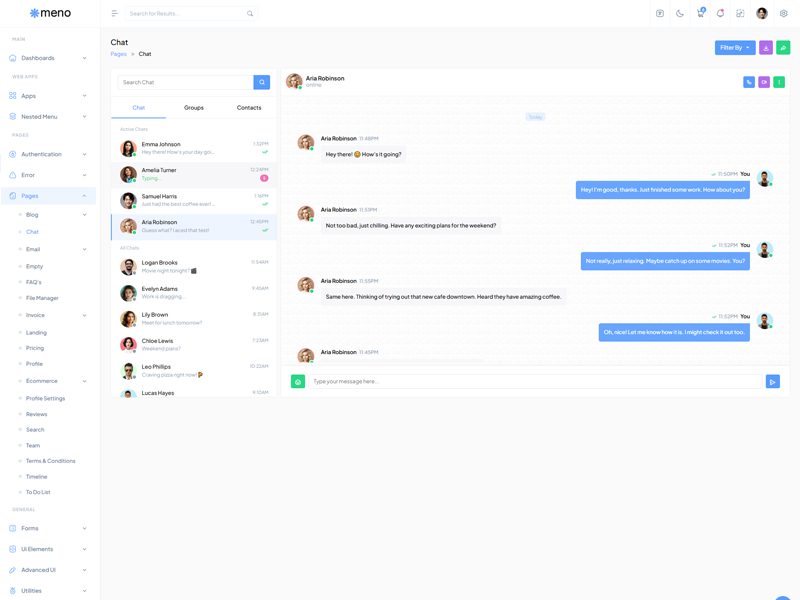 meno
Search for Results...
5
MAIN
Dashboards
WEB APPS
Apps
Nested Menu
PAGES
Authentication
Error
Pages
Blog
Chat
Email
Empty
FAQ's
File Manager
Invoice
Landing
Pricing
Profile
Ecommerce
Profile Settings
Reviews
Search
Team
Terms & Conditions
Timeline
To Do List
GENERAL
Forms
Ui Elements
Advanced UI
Utilities
Chat
Pages » Chat
Filter By
Search Chat
Chat Groups Contacts
Active Chats
Emma Johnson 1:32PM
Hey there! How's your day goi...
Amelia Turner 12:24PM
Typing...
Samuel Harris 1:16PM
Just had the best coffee ever!...
Aria Robinson 12:45PM
Guess what? I aced that test!
All Chats
Logan Brooks 11:54AM
Movie night tonight?
Evelyn Adams 9:45AM
Work is dragging...
Lily Brown 8:31AM
Meet for lunch tomorrow?
Chloe Lewis 7:23AM
Weekend plans?
Leo Phillips 10:22AM
Craving pizza right now!
Lucas Hayes 9:10AM
Aria Robinson
online
Today
Aria Robinson 11:48PM
Hey there! 😊 How's it going?
11:50PM You
Hey! I'm good, thanks. Just finished some work. How about you?
Aria Robinson 11:51PM
Not too bad, just chilling. Have any exciting plans for the weekend?
11:52PM You
Not really, just relaxing. Maybe catch up on some movies. You?
Aria Robinson 11:55PM
Same here. Thinking of trying out that new cafe downtown. Heard they have amazing coffee.
11:52PM You
Oh, nice! Let me know how it is. I might check it out too.
Aria Robinson 11:45PM
Type your message here...